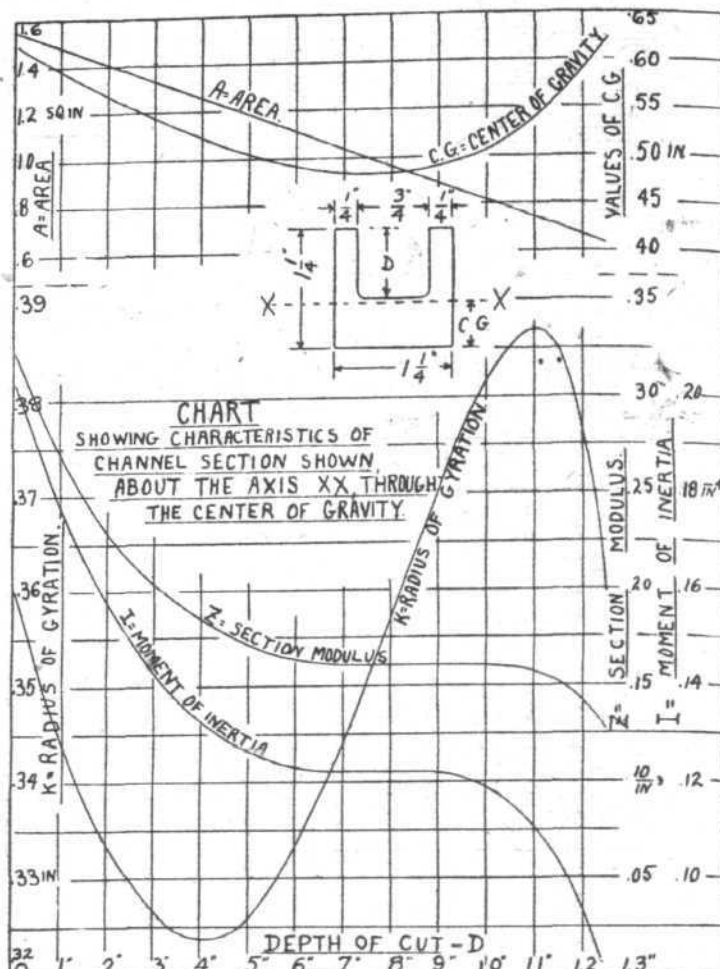 1.6
1.4
1.2 SQ IN
1.0
.8
.6
A=AREA
A=AREA.
C.G.=CENTER OF GRAVITY
.65
.60
.55
.50 IN
.45
.40
.35
VALUES OF C.G
1/4" 3/4" 1/4"
1 1/4"
D
X X
C G
1 1/4"
.39
.38
.37
.36
.35
.34
.33 IN
.32
K=RADIUS OF GYRATION.
CHART
SHOWING CHARACTERISTICS OF
CHANNEL SECTION SHOWN
ABOUT THE AXIS XX, THROUGH
THE CENTER OF GRAVITY
Z=SECTION MODULUS
I=MOMENT OF INERTIA
K=RADIUS OF GYRATION
.30 .20
.25 .18 IN⁴
.20 .16
.15 .14
.10 IN³ .12
.05 .10
Z" SECTION MODULUS.
I" MOMENT OF INERTIA
DEPTH OF CUT-D
0 .1" .2" .3" .4" .5" .6" .7" .8" .9" .10" .11" .12" 1.3"